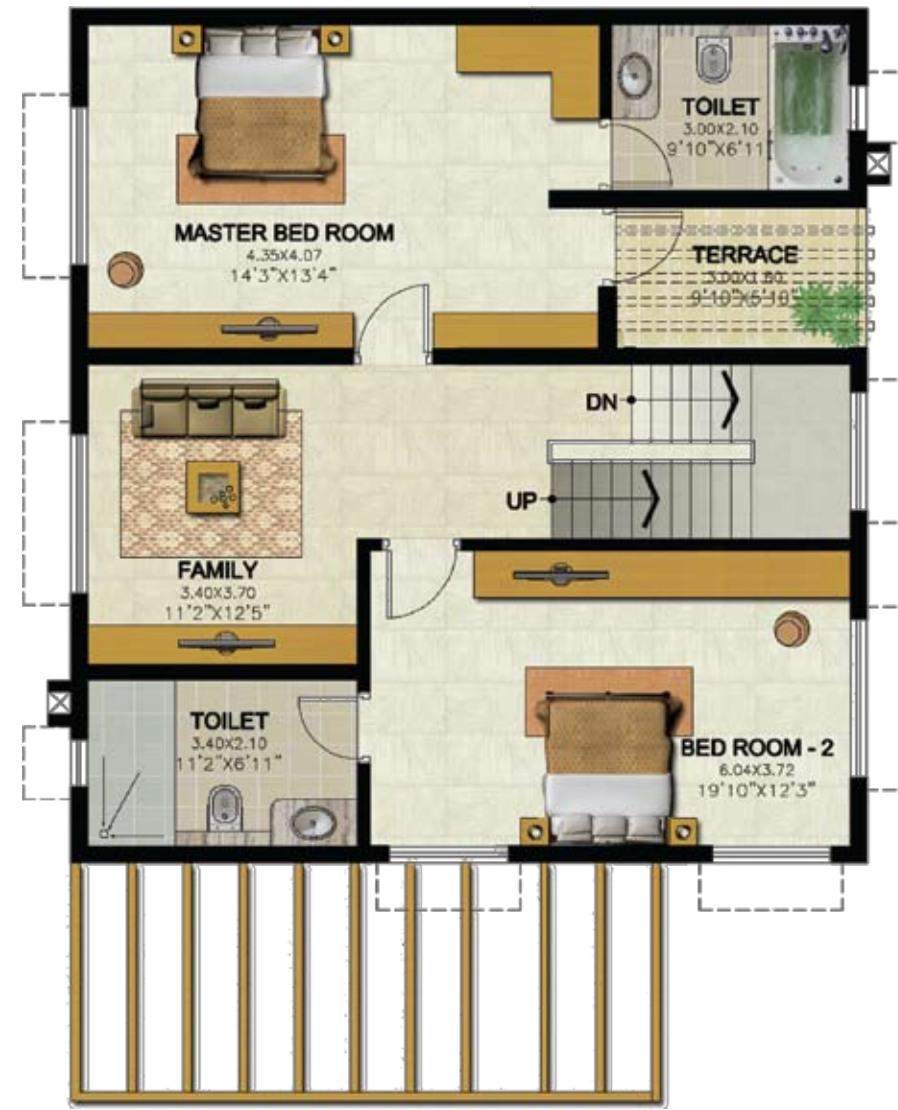 TOILET
3.00X2.10
9'10"X6'11
MASTER BED ROOM
4.35X4.07
14'3"X13'4"
TERRACE
3.00X1.80
9'10"X5'10"
DN
UP
FAMILY
3.40X3.70
11'2"X12'5"
TOILET
3.40X2.10
11'2"X6'11"
BED ROOM - 2
6.04X3.72
19'10"X12'3"